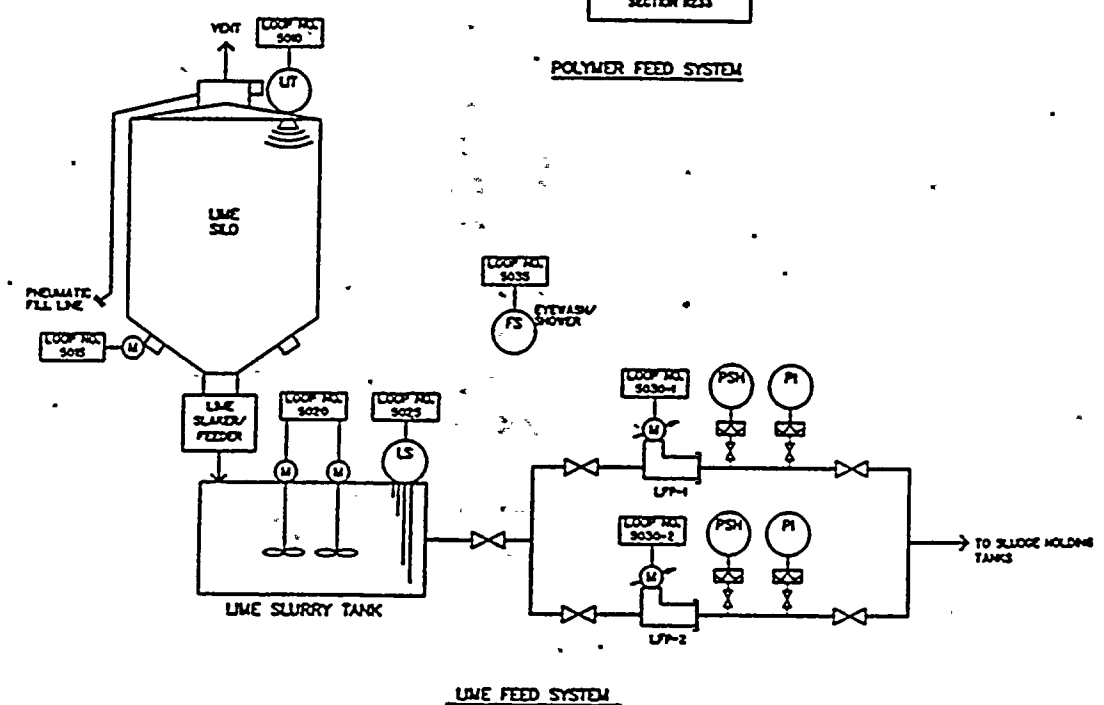 SECTION 11233
POLYMER FEED SYSTEM
VENT
LOOP NO.
5010
LIT
LIME
SILO
PNEUMATIC
FILL LINE
LOOP NO.
5015
M
LIME
SLAKER/
FEEDER
LOOP NO.
5020
M
M
LOOP NO.
5025
LS
LIME SLURRY TANK
LOOP NO.
5035
FS
EYEWASH/
SHOWER
LOOP NO.
5030-1
M
PSH
PI
LFP-1
LOOP NO.
5030-2
M
PSH
PI
LFP-2
TO SLUDGE HOLDING
TANKS
LIME FEED SYSTEM